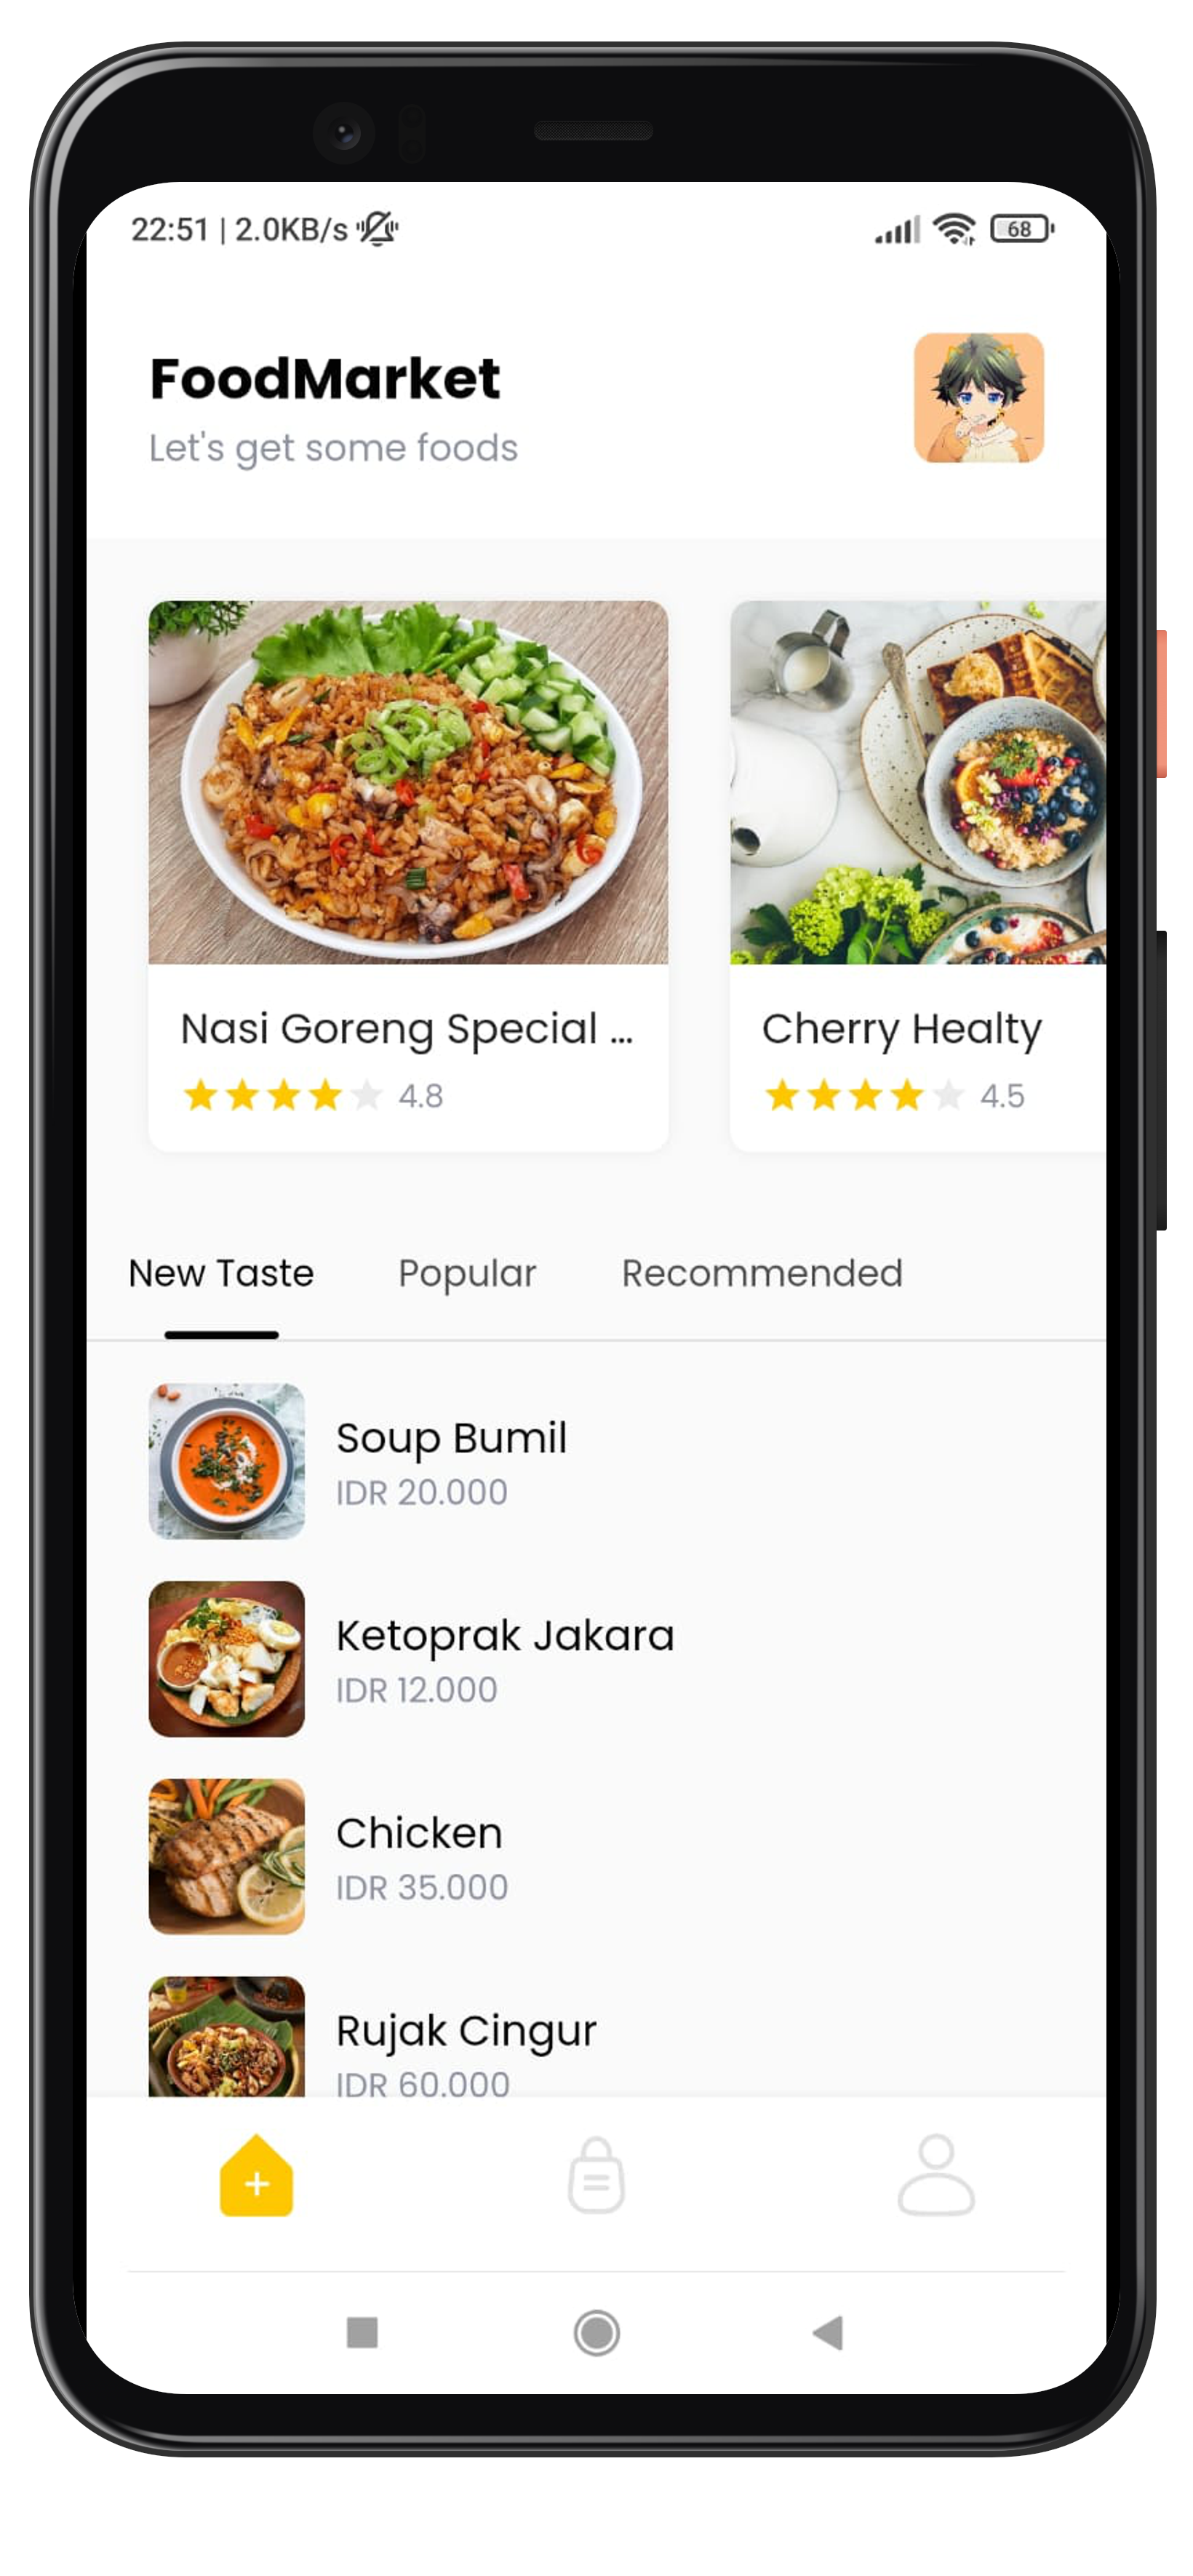 22:51 | 2.0KB/s
68
FoodMarket
Let's get some foods
Nasi Goreng Special ...
4.8
Cherry Healty
4.5
New Taste
Popular
Recommended
Soup Bumil
IDR 20.000
Ketoprak Jakara
IDR 12.000
Chicken
IDR 35.000
Rujak Cingur
IDR 60.000